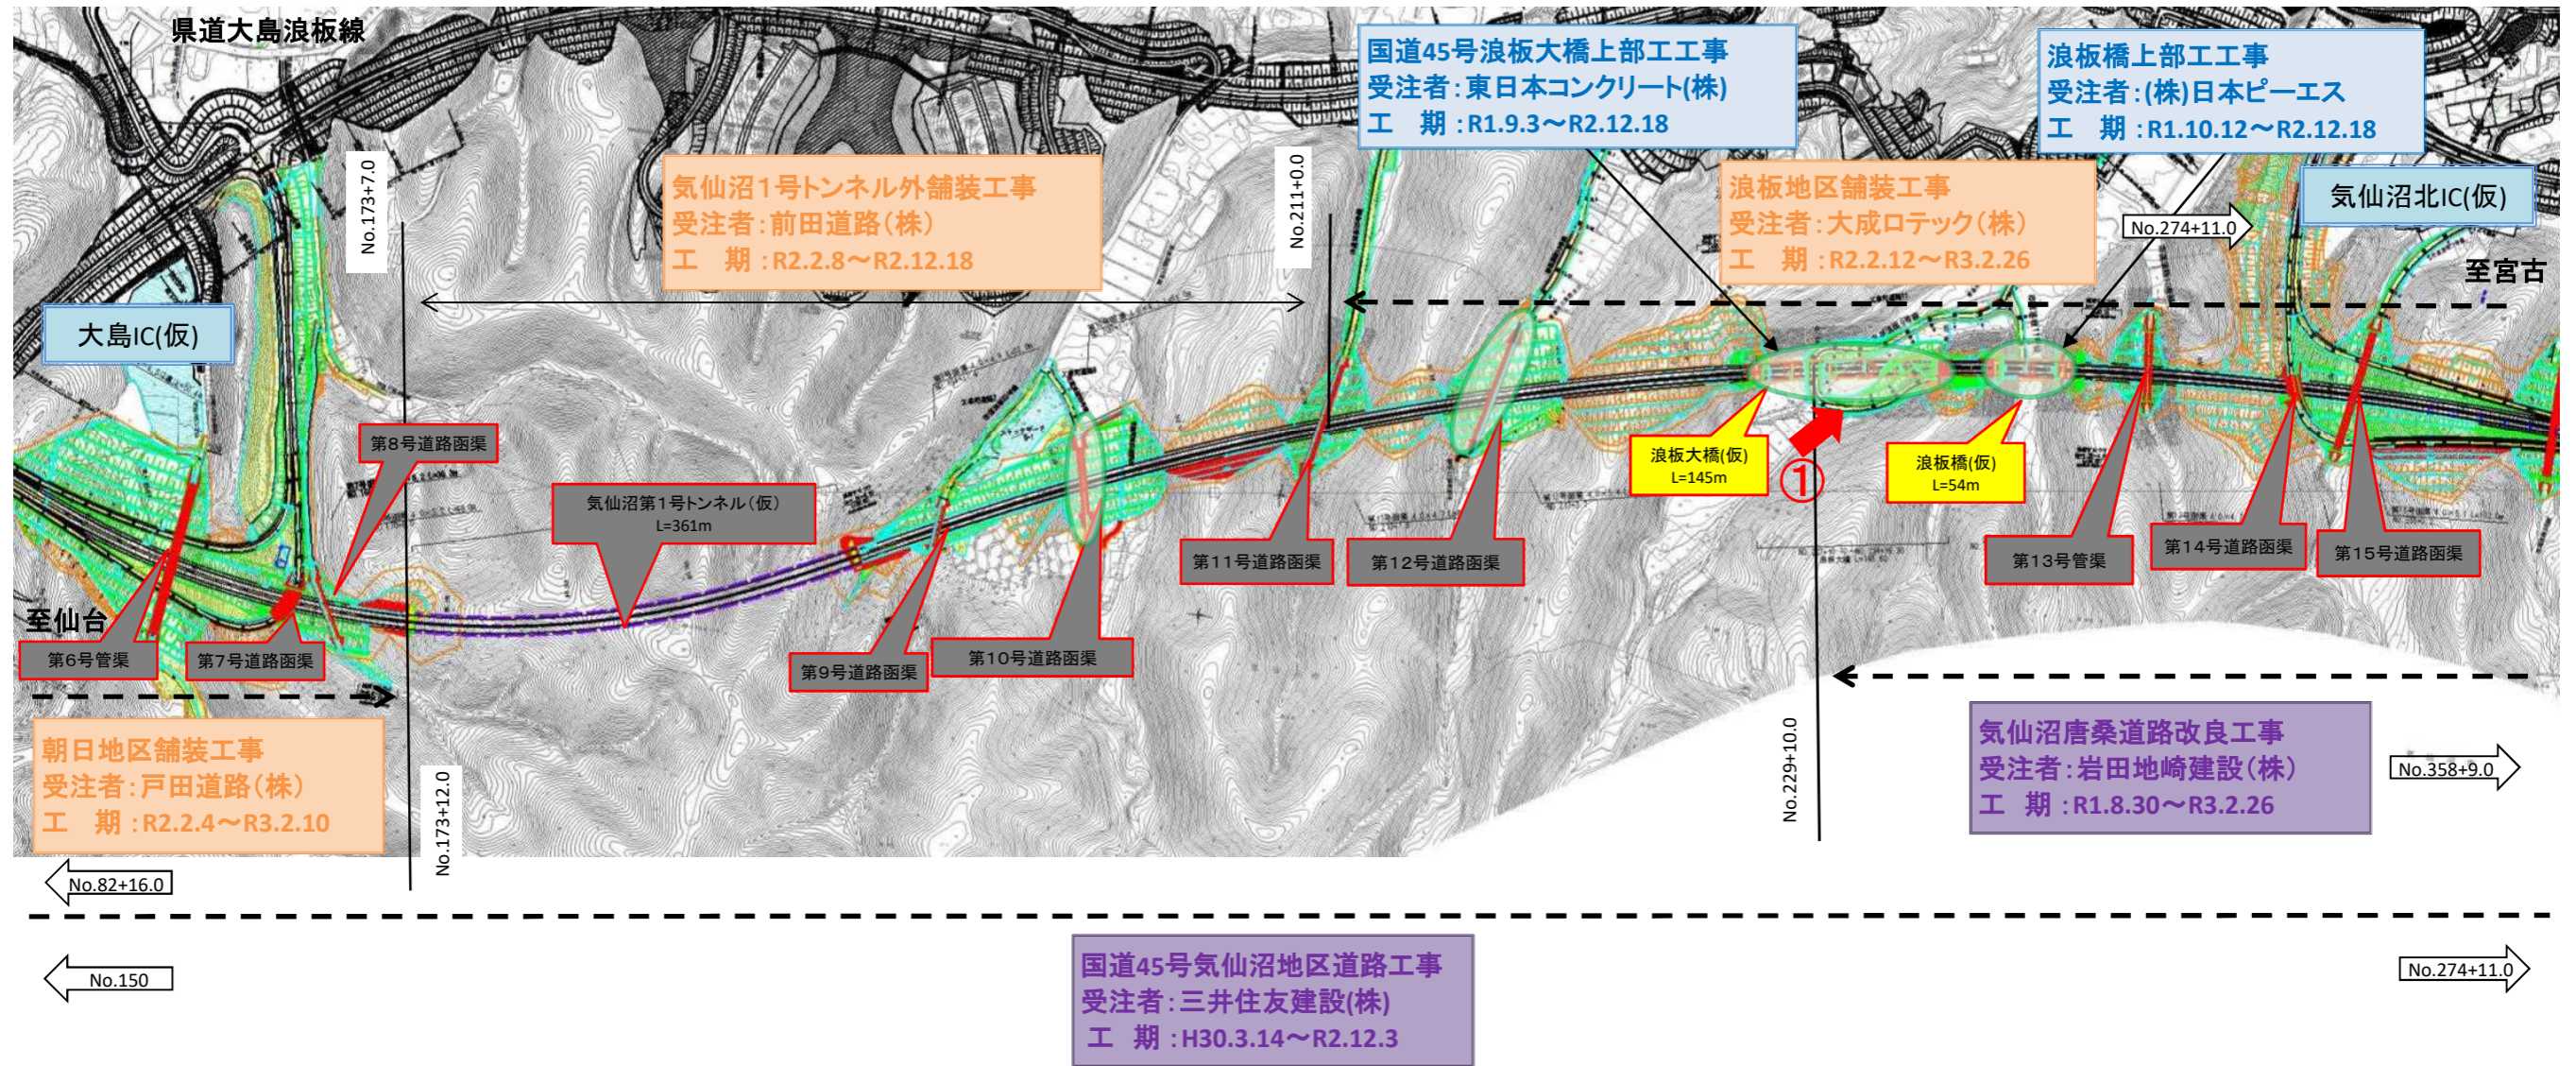 県道大島浪板線
国道45号浪板大橋上部工工事
受注者：東日本コンクリート(株)
工　期：R1.9.3～R2.12.18
浪板橋上部工工事
受注者：(株)日本ピーエス
工　期：R1.10.12～R2.12.18
No.173+7.0
気仙沼１号トンネル外舗装工事
受注者：前田道路（株）
工　期：R2.2.8～R2.12.18
No.211+0.0
浪板地区舗装工事
受注者：大成ロテック（株）
工　期：R2.2.12～R3.2.26
気仙沼北IC(仮)
No.274+11.0
至宮古
大島IC(仮)
第8号道路函渠
気仙沼第１号トンネル（仮）
L=361m
浪板大橋(仮)
L=145m
①
浪板橋(仮)
L=54m
第11号道路函渠
第12号道路函渠
第13号管渠
第14号道路函渠
第15号道路函渠
至仙台
第6号管渠
第7号道路函渠
第9号道路函渠
第10号道路函渠
朝日地区舗装工事
受注者：戸田道路（株）
工　期：R2.2.4～R3.2.10
No.173+12.0
No.229+10.0
気仙沼唐桑道路改良工事
受注者：岩田地崎建設（株）
工　期：R1.8.30～R3.2.26
No.358+9.0
No.82+16.0
No.150
国道45号気仙沼地区道路工事
受注者：三井住友建設(株)
工　期：H30.3.14～R2.12.3
No.274+11.0